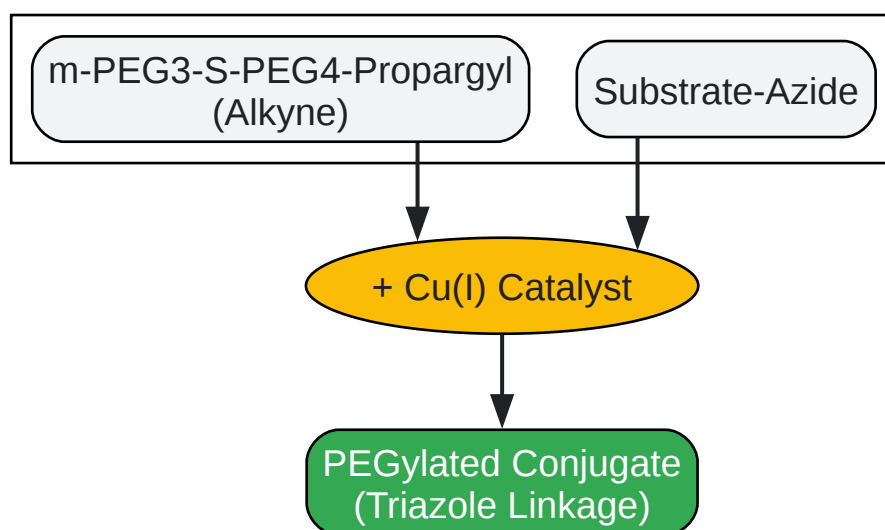 m-PEG3-S-PEG4-Propargyl
(Alkyne)
Substrate-Azide
+ Cu(I) Catalyst
PEGylated Conjugate
(Triazole Linkage)